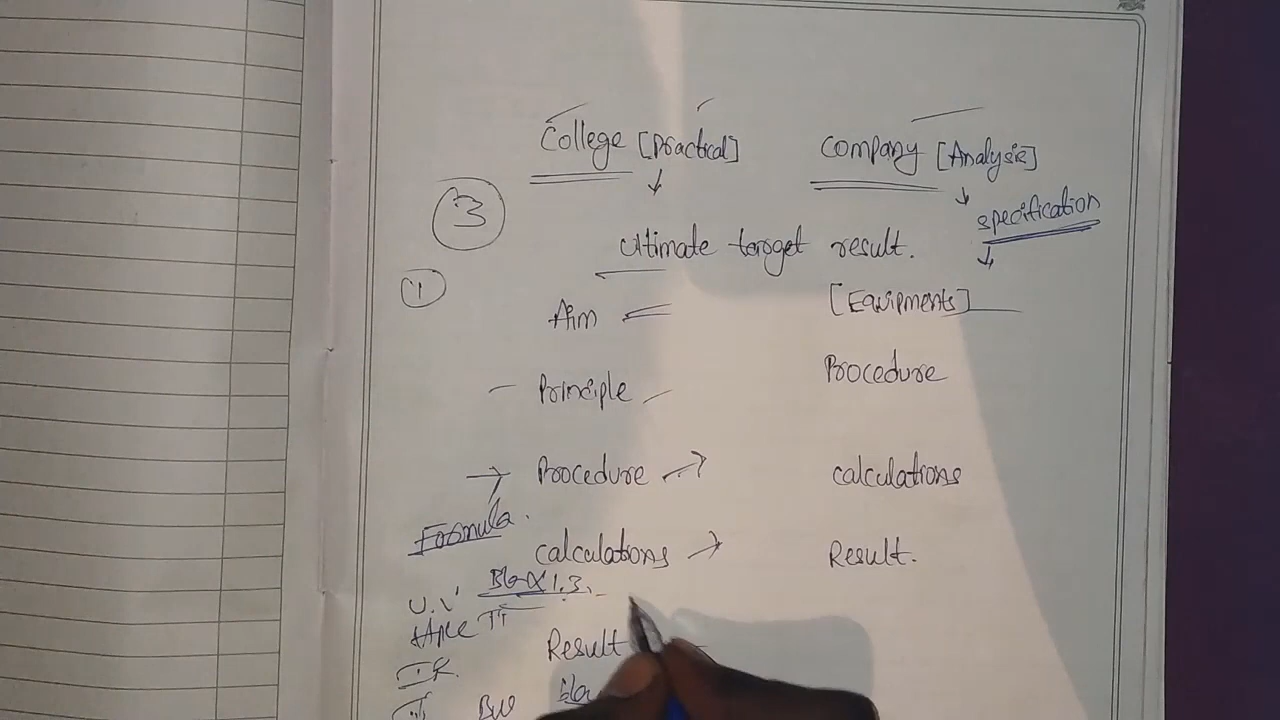 College [Practical] Company [Analysis]
3
specification
Ultimate target result.
1
Aim [Equipments]
Principle Procedure
Procedure calculations
Formula.
calculations Result.
U.V
HPLC
Result
I.R.